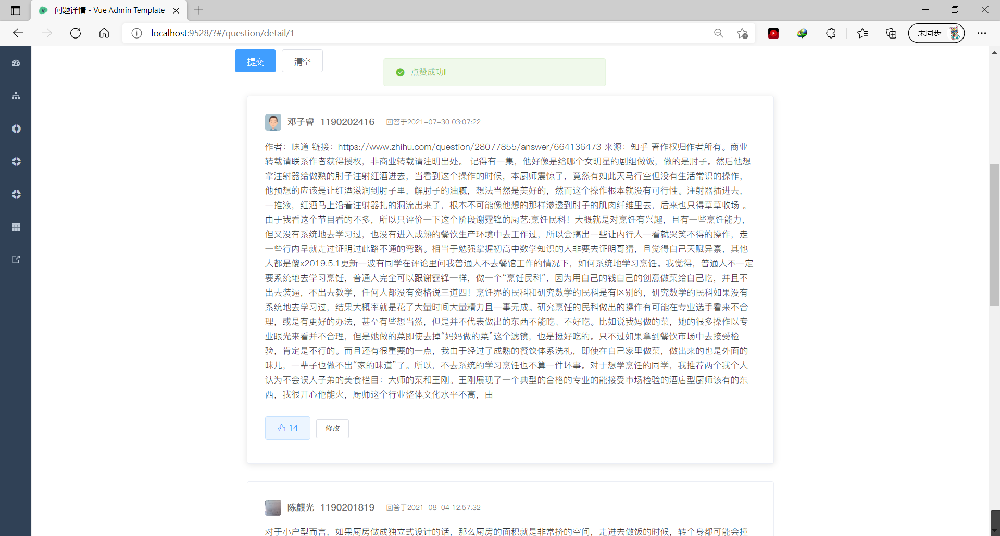 问题详情 - Vue Admin Template
localhost:9528/?#/question/detail/1
未同步
提交
清空
点赞成功!
邓子睿 1190202416 回答于2021-07-30 03:07:22
作者：味道 链接：https://www.zhihu.com/question/28077855/answer/664136473 来源：知乎 著作权归作者所有。商业
转载请联系作者获得授权，非商业转载请注明出处。 记得有一集，他好像是给哪个女明星的剧组做饭，做的是肘子。然后他想
拿注射器给做熟的肘子注射红酒进去，当看到这个操作的时候，本厨师震惊了，竟然有如此天马行空但没有生活常识的操作，
他预想的应该是让红酒滋润到肘子里，解肘子的油腻，想法当然是美好的，然而这个操作根本就没有可行性。注射器插进去，
一推液，红酒马上沿着注射器扎的洞流出来了，根本不可能像他想的那样渗透到肘子的肌肉纤维里去，后来也只得草草收场 。
由于我看这个节目看的不多，所以只评价一下这个阶段谢霆锋的厨艺:烹饪民科！大概就是对烹饪有兴趣，且有一些烹饪能力，
但又没有系统地去学习过，也没有进入成熟的餐饮生产环境中去工作过，所以会搞出一些让内行人一看就哭笑不得的操作，走
一些行内早就走过证明过此路不通的弯路。相当于勉强掌握初高中数学知识的人非要去证明哥猜，且觉得自己天赋异禀，其他
人都是傻x2019.5.1更新一波有同学在评论里问我普通人不去餐馆工作的情况下，如何系统地学习烹饪。我觉得，普通人不一定
要系统地去学习烹饪，普通人完全可以跟谢霆锋一样，做一个“烹饪民科”，因为用自己的钱自己的创意做菜给自己吃，并且不
出去装逼，不出去教学，任何人都没有资格说三道四！烹饪界的民科和研究数学的民科是有区别的，研究数学的民科如果没有
系统地去学习过，结果大概率就是花了大量时间大量精力且一事无成。研究烹饪的民科做出的操作有可能在专业选手看来不合
理，或是有更好的办法，甚至有些想当然，但是并不代表做出的东西不能吃、不好吃。比如说我妈做的菜，她的很多操作以专
业眼光来看并不合理，但是她做的菜即使去掉“妈妈做的菜”这个滤镜，也是挺好吃的。只不过如果拿到餐饮市场中去接受检
验，肯定是不行的。而且还有很重要的一点，我由于经过了成熟的餐饮体系洗礼，即使在自己家里做菜，做出来的也是外面的
味儿，一辈子也做不出“家的味道”了。所以，不去系统的学习烹饪也不算一件坏事。对于想学烹饪的同学，我推荐两个我个人
认为不会误人子弟的美食栏目：大师的菜和王刚。王刚展现了一个典型的合格的专业的能接受市场检验的酒店型厨师该有的东
西，我很开心他能火，厨师这个行业整体文化水平不高，由
14
修改
陈麒光 1190201819 回答于2021-08-04 12:57:32
对于小户型而言，如果厨房做成独立式设计的话，那么厨房的面积就是非常挤的空间，走进去做饭的时候，转个身都可能会撞